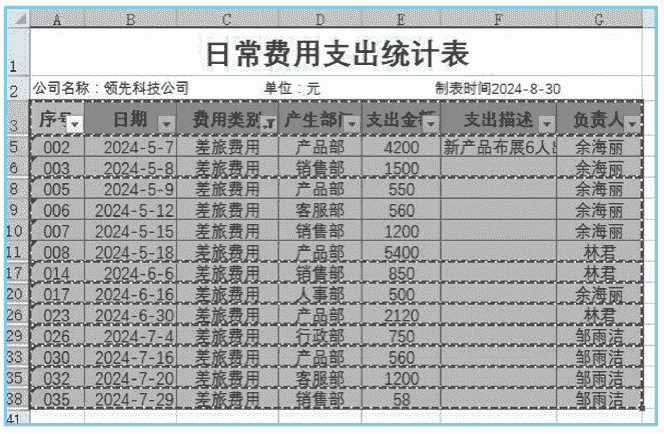 A B C D E F G
1 日常费用支出统计表
2 公司名称：领先科技公司 单位：元 制表时间2024-8-30
3 序号 日期 费用类别 产生部门 支出金额 支出描述 负责人
5 002 2024-5-7 差旅费用 产品部 4200 新产品布展6人 余海丽
6 003 2024-5-8 差旅费用 销售部 1500 余海丽
8 005 2024-5-9 差旅费用 产品部 550 余海丽
9 006 2024-5-12 差旅费用 客服部 560 余海丽
10 007 2024-5-15 差旅费用 销售部 1200 余海丽
11 008 2024-5-18 差旅费用 产品部 5400 林君
17 014 2024-6-6 差旅费用 销售部 850 林君
20 017 2024-6-16 差旅费用 人事部 500 余海丽
26 023 2024-6-30 差旅费用 产品部 2120 林君
29 026 2024-7-4 差旅费用 行政部 750 邹雨洁
33 030 2024-7-16 差旅费用 产品部 560 邹雨洁
35 032 2024-7-20 差旅费用 客服部 1200 邹雨洁
38 035 2024-7-29 差旅费用 销售部 58 邹雨洁
41